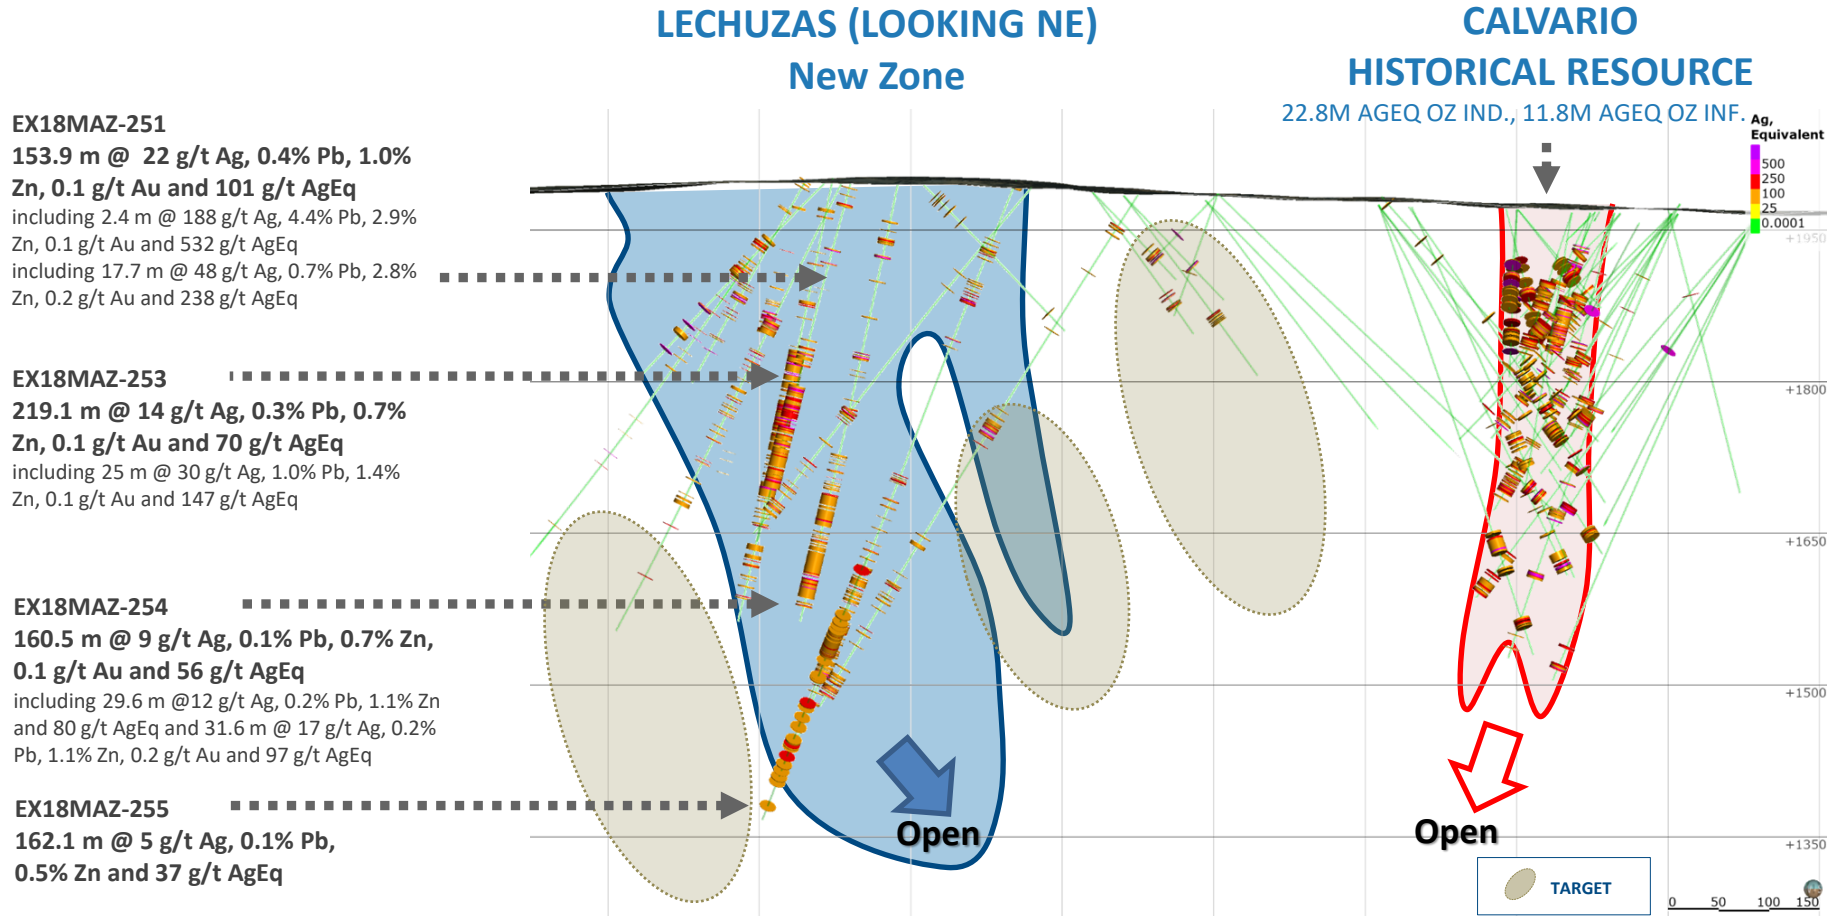 LECHUZAS (LOOKING NE)
New Zone
CALVARIO
HISTORICAL RESOURCE
22.8M AGEQ OZ IND., 11.8M AGEQ OZ INF.
Ag,
Equivalent
500
250
100
25
0.0001
EX18MAZ-251
153.9 m @ 22 g/t Ag, 0.4% Pb, 1.0%
Zn, 0.1 g/t Au and 101 g/t AgEq
including 2.4 m @ 188 g/t Ag, 4.4% Pb, 2.9%
Zn, 0.1 g/t Au and 532 g/t AgEq
including 17.7 m @ 48 g/t Ag, 0.7% Pb, 2.8%
Zn, 0.2 g/t Au and 238 g/t AgEq
EX18MAZ-253
219.1 m @ 14 g/t Ag, 0.3% Pb, 0.7%
Zn, 0.1 g/t Au and 70 g/t AgEq
including 25 m @ 30 g/t Ag, 1.0% Pb, 1.4%
Zn, 0.1 g/t Au and 147 g/t AgEq
EX18MAZ-254
160.5 m @ 9 g/t Ag, 0.1% Pb, 0.7% Zn,
0.1 g/t Au and 56 g/t AgEq
including 29.6 m @12 g/t Ag, 0.2% Pb, 1.1% Zn
and 80 g/t AgEq and 31.6 m @ 17 g/t Ag, 0.2%
Pb, 1.1% Zn, 0.2 g/t Au and 97 g/t AgEq
EX18MAZ-255
162.1 m @ 5 g/t Ag, 0.1% Pb,
0.5% Zn and 37 g/t AgEq
+1950
+1800
+1650
+1500
+1350
Open
Open
TARGET
0 50 100 150